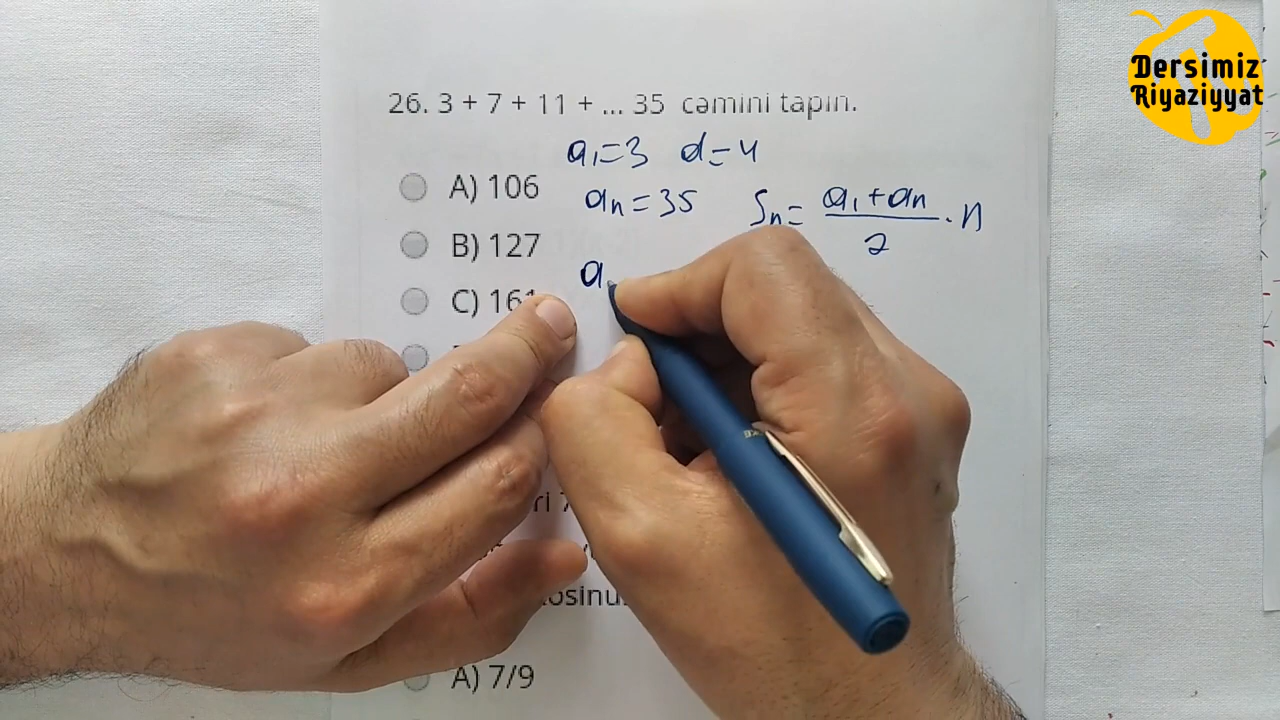 Dersimiz
Riyaziyyat
26. 3 + 7 + 11 + ... 35 cəmini tapın.
a₁=3 d=4
A) 106
aₙ=35 Sₙ= (a₁+aₙ)/2 · n
B) 127
a
C) 161
A) 7/9